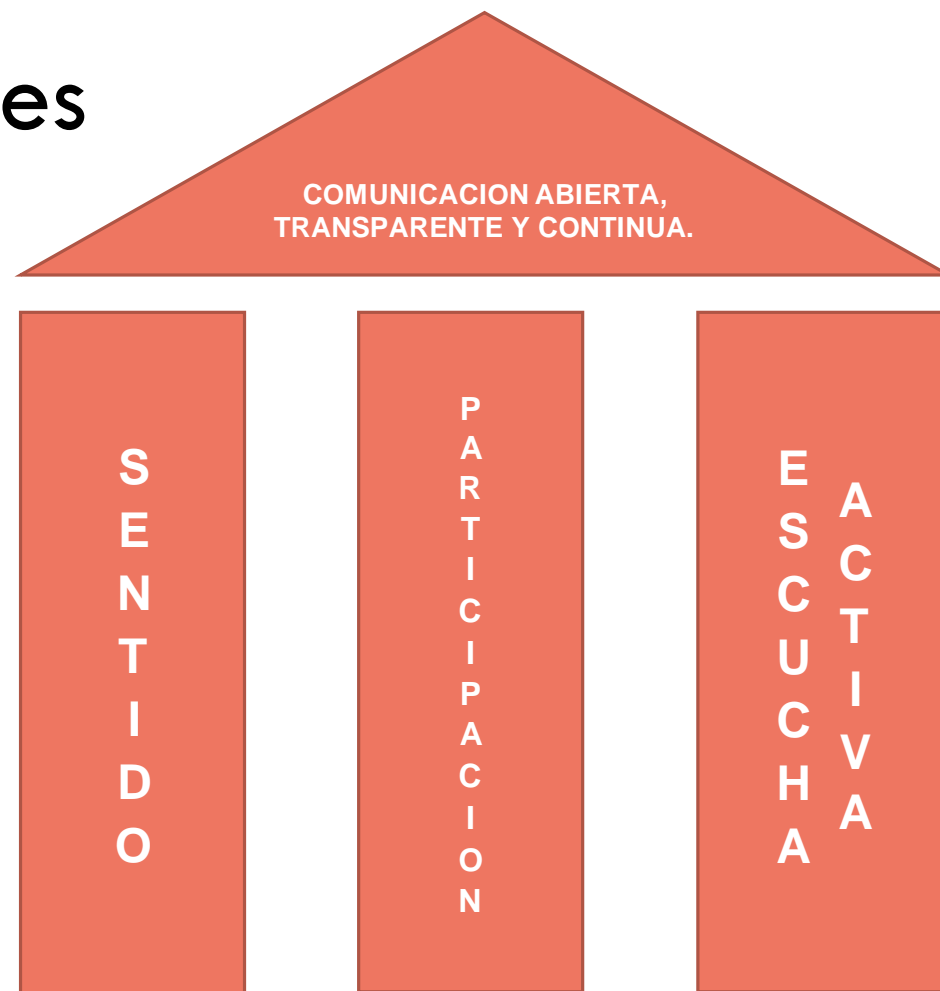 es
COMUNICACION ABIERTA,
TRANSPARENTE Y CONTINUA.
SENTIDO
PARTICIPACION
ESCUCHA
ACTIVA